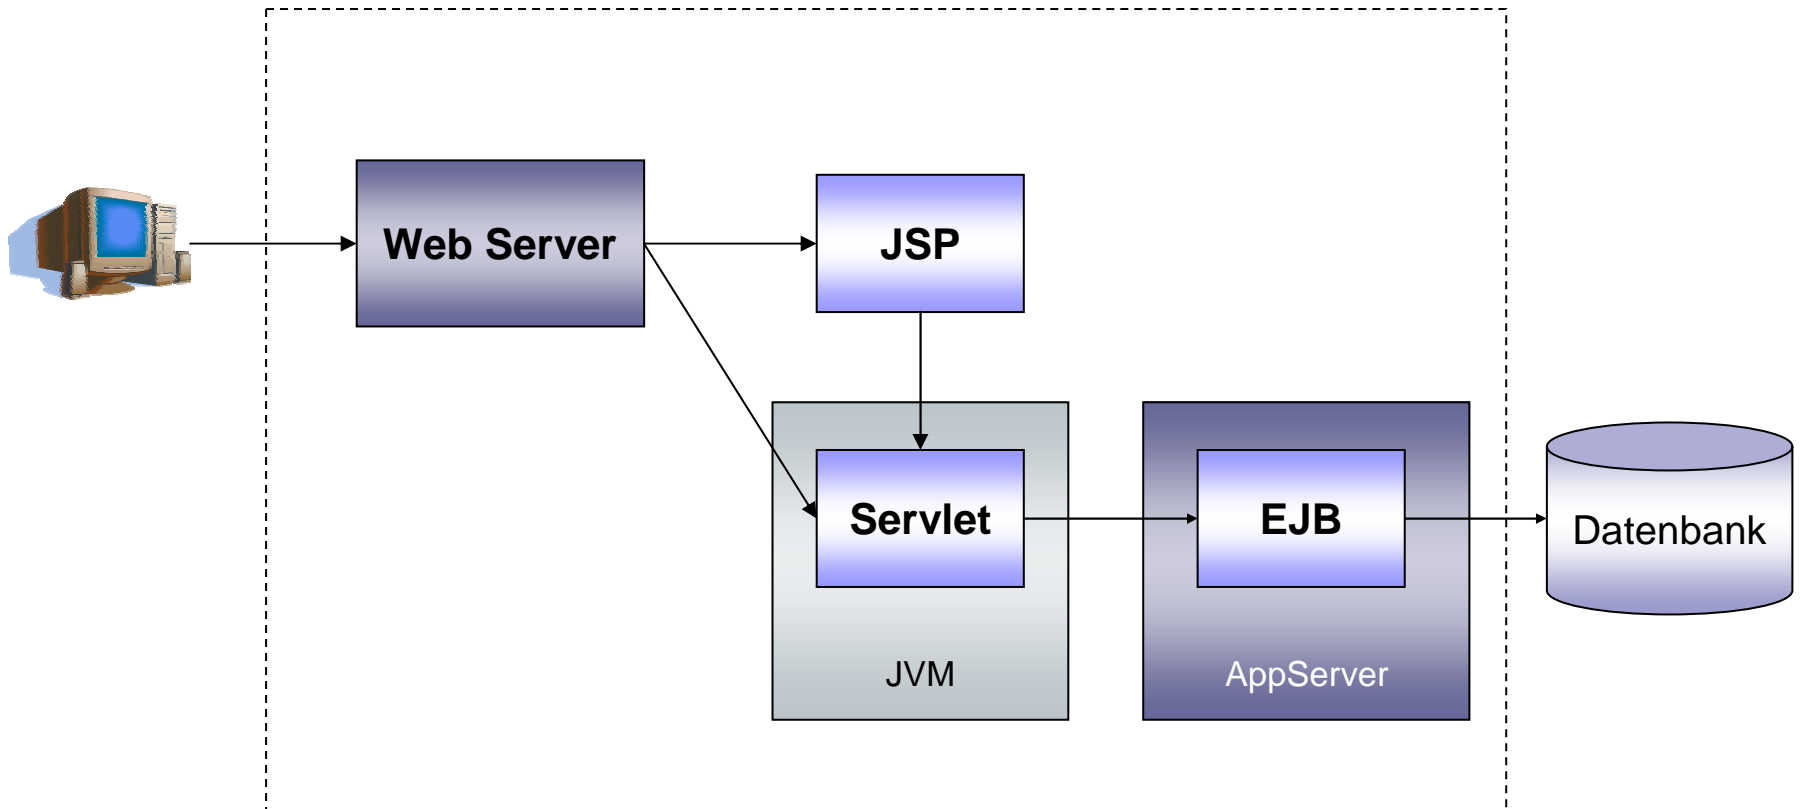 Web Server
JSP
Servlet
EJB
Datenbank
JVM
AppServer